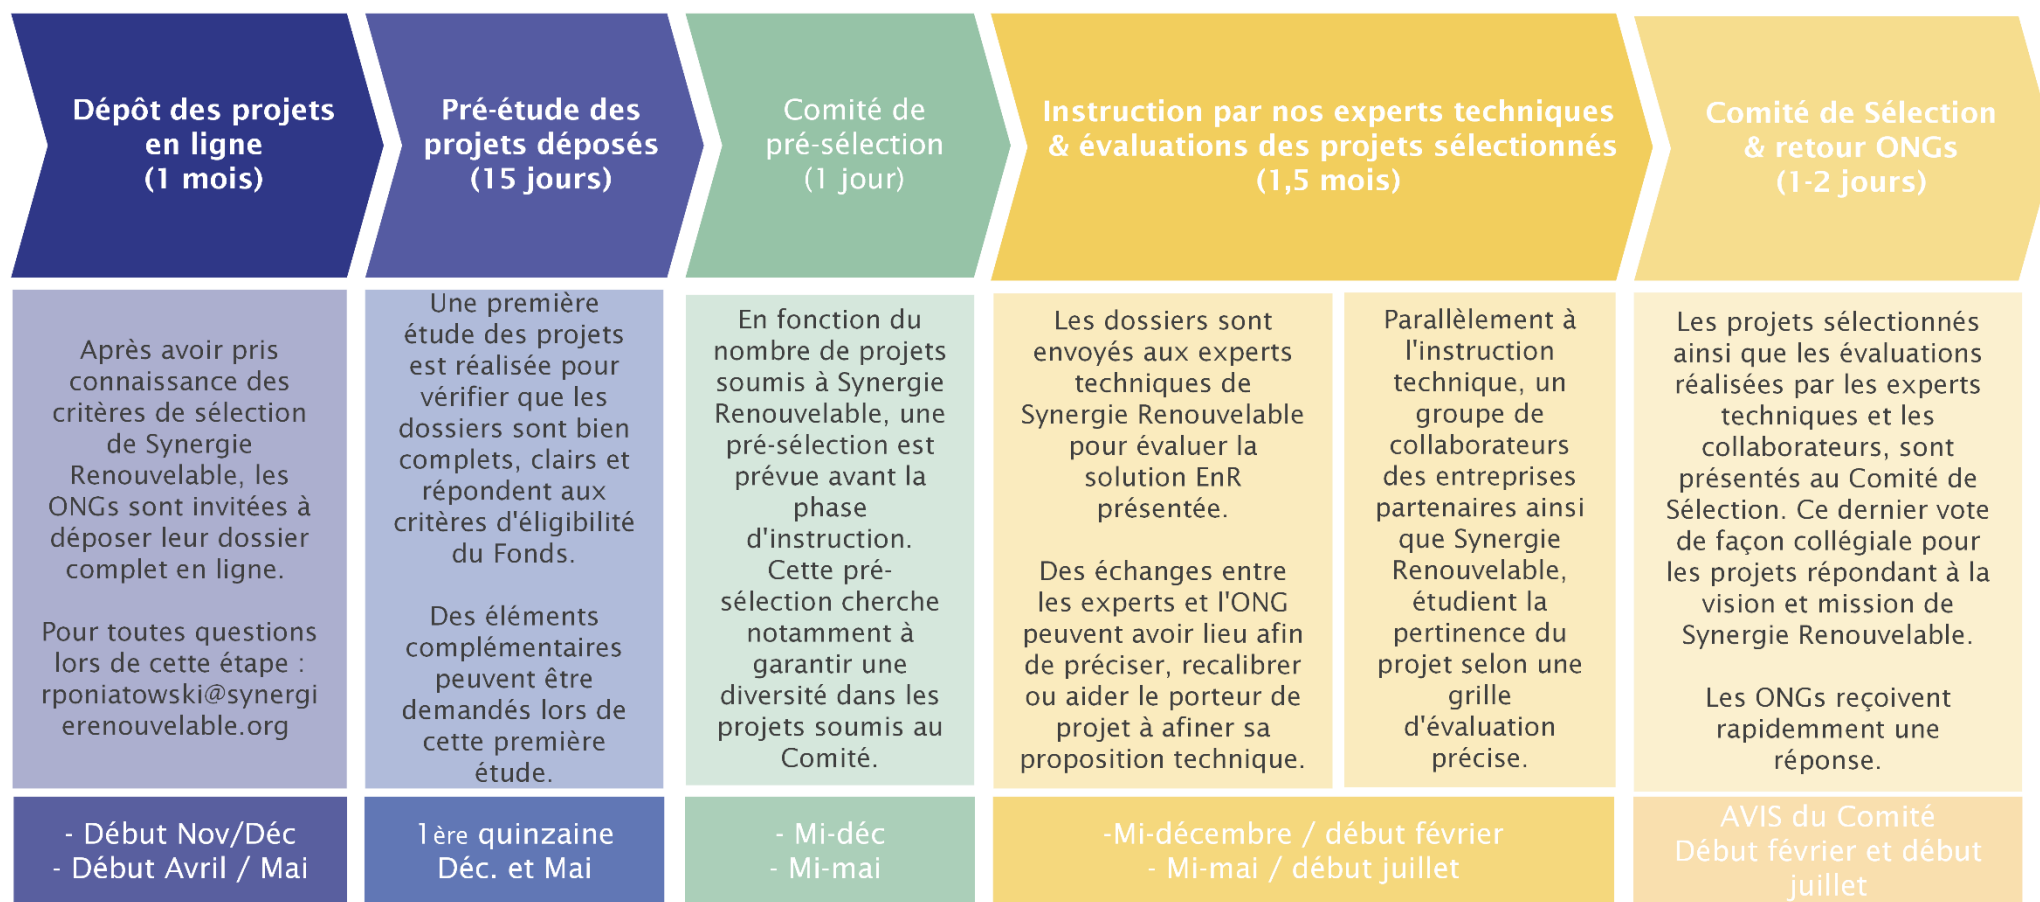 Dépôt des projets
en ligne
(1 mois)
Pré-étude des
projets déposés
(15 jours)
Comité de
pré-sélection
(1 jour)
Instruction par nos experts techniques
& évaluations des projets sélectionnés
(1,5 mois)
Comité de Sélection
& retour ONGs
(1-2 jours)
Après avoir pris
connaissance des
critères de sélection
de Synergie
Renouvelable, les
ONGs sont invitées à
déposer leur dossier
complet en ligne.
Pour toutes questions
lors de cette étape :
rponiatowski@synergi
erenouvelable.org
Une première
étude des projets
est réalisée pour
vérifier que les
dossiers sont bien
complets, clairs et
répondent aux
critères d'éligibilité
du Fonds.
Des éléments
complémentaires
peuvent être
demandés lors de
cette première
étude.
En fonction du
nombre de projets
soumis à Synergie
Renouvelable, une
pré-sélection est
prévue avant la
phase
d'instruction.
Cette pré-
sélection cherche
notamment à
garantir une
diversité dans les
projets soumis au
Comité.
Les dossiers sont
envoyés aux experts
techniques de
Synergie Renouvelable
pour évaluer la
solution EnR
présentée.
Des échanges entre
les experts et l'ONG
peuvent avoir lieu afin
de préciser, recalibrer
ou aider le porteur de
projet à afiner sa
proposition technique.
Parallèlement à
l'instruction
technique, un
groupe de
collaborateurs
des entreprises
partenaires ainsi
que Synergie
Renouvelable,
étudient la
pertinence du
projet selon une
grille
d'évaluation
précise.
Les projets sélectionnés
ainsi que les évaluations
réalisées par les experts
techniques et les
collaborateurs, sont
présentés au Comité de
Sélection. Ce dernier vote
de façon collégiale pour
les projets répondant à la
vision et mission de
Synergie Renouvelable.
Les ONGs reçoivent
rapidemment une
réponse.
- Début Nov/Déc
- Début Avril / Mai
1ère quinzaine
Déc. et Mai
- Mi-déc
- Mi-mai
-Mi-décembre / début février
- Mi-mai / début juillet
AVIS du Comité
Début février et début
juillet